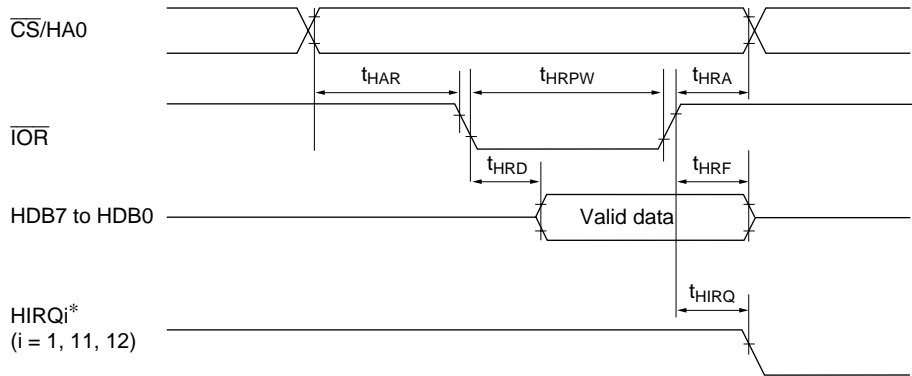 CS/HA0
tHAR
tHRPW
tHRA
IOR
tHRD
tHRF
HDB7 to HDB0
Valid data
tHIRQ
HIRQi*
(i = 1, 11, 12)